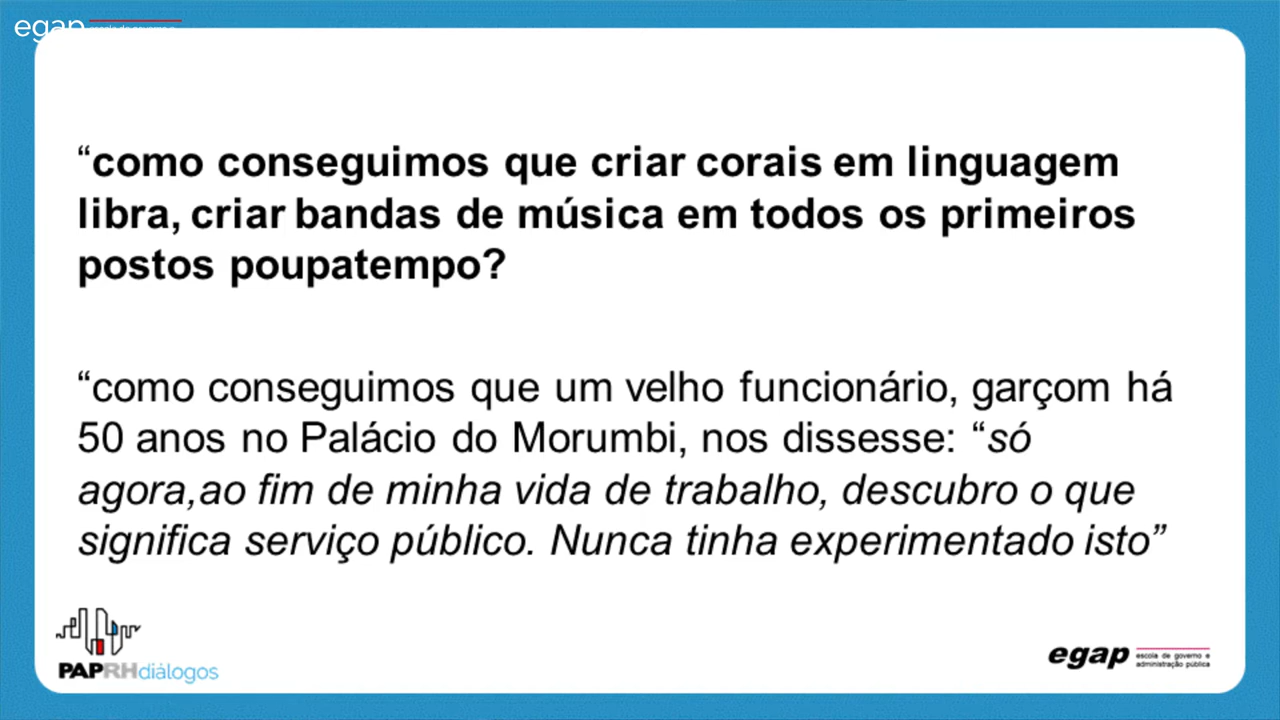 egap
“como conseguimos que criar corais em linguagem
libra, criar bandas de música em todos os primeiros
postos poupatempo?
“como conseguimos que um velho funcionário, garçom há
50 anos no Palácio do Morumbi, nos dissesse: “só
agora,ao fim de minha vida de trabalho, descubro o que
significa serviço público. Nunca tinha experimentado isto”
PAPRHdiálogos
egap escola de governo e
administração pública